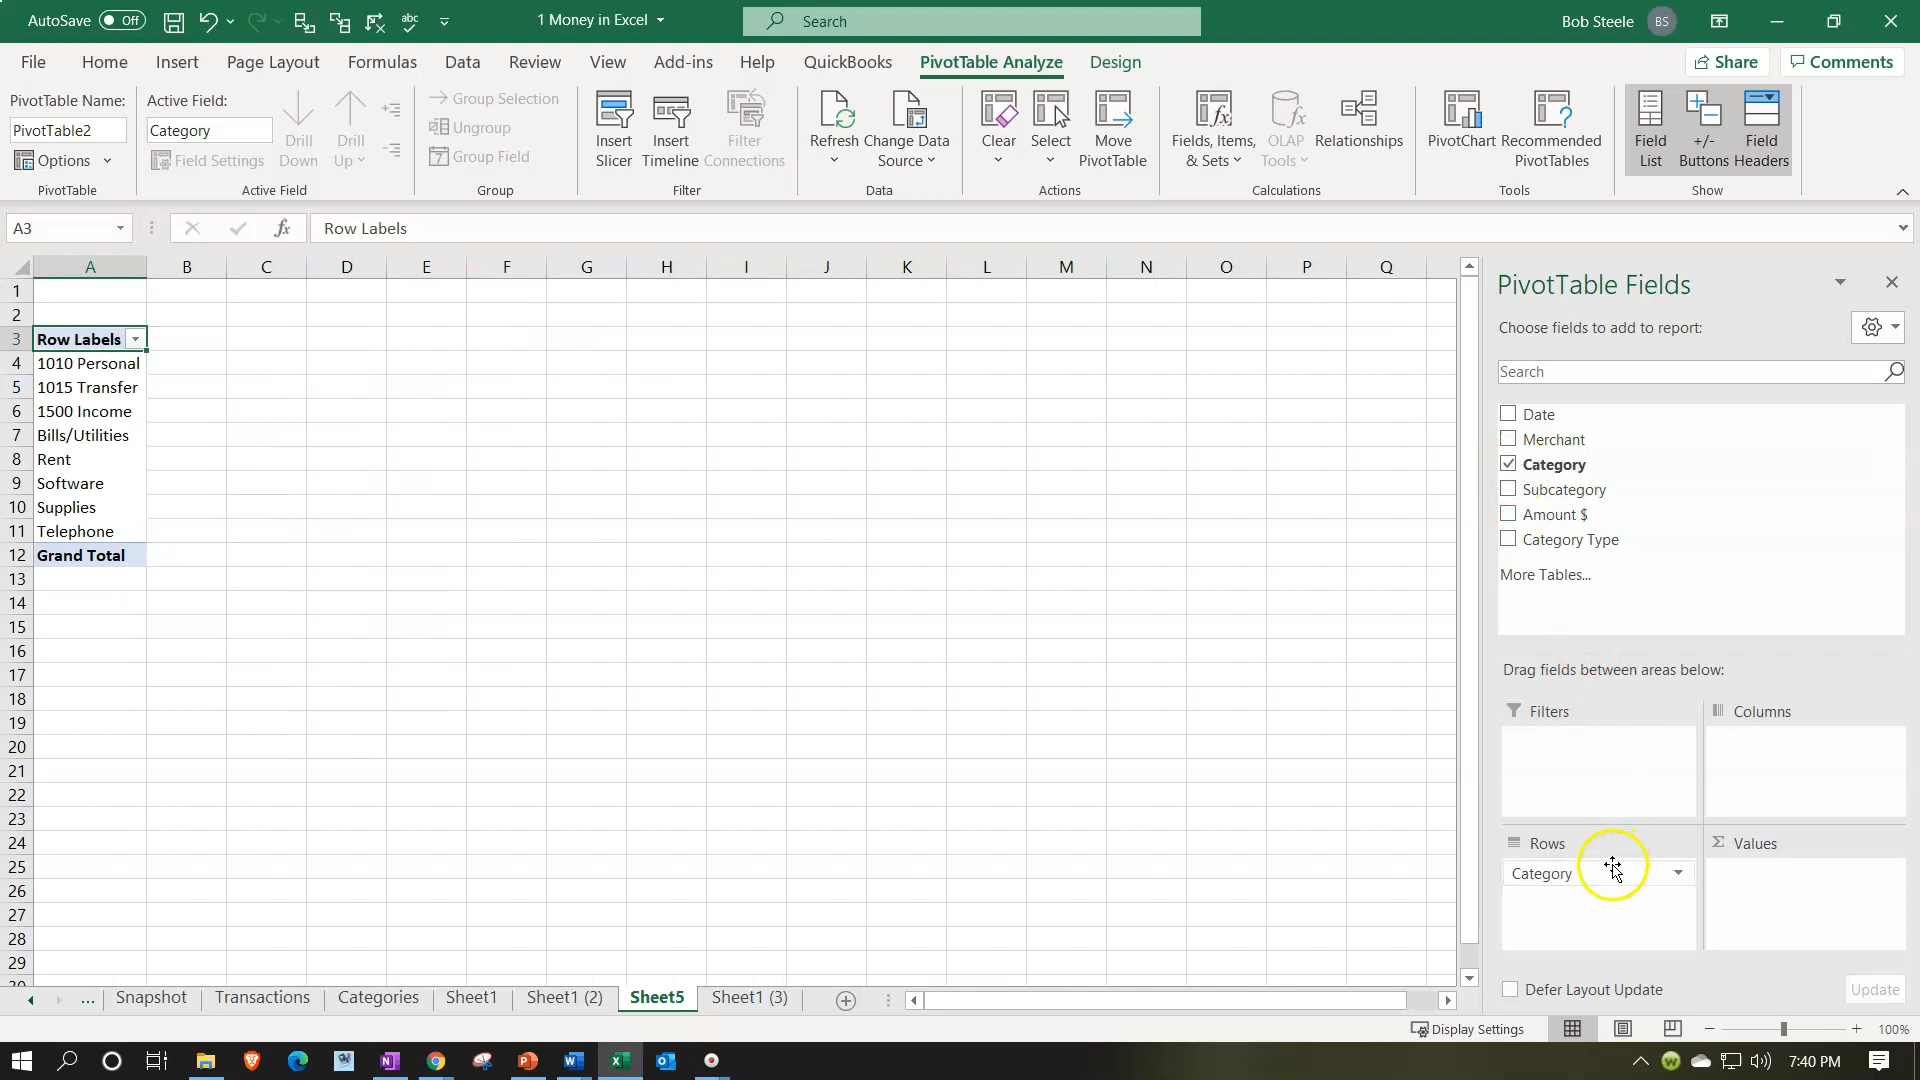 AutoSave Off 1 Money in Excel Search Bob Steele BS
File Home Insert Page Layout Formulas Data Review View Add-ins Help QuickBooks PivotTable Analyze Design Share Comments
PivotTable Name:
PivotTable2
Options
PivotTable
Active Field:
Category
Field Settings
Drill Down
Drill Up
Active Field
Group Selection
Ungroup
Group Field
Group
Insert Slicer
Insert Timeline
Filter Connections
Filter
Refresh
Change Data Source
Data
Clear
Select
Move PivotTable
Actions
Fields, Items, & Sets
OLAP Tools
Relationships
Calculations
PivotChart
Recommended PivotTables
Tools
Field List
+/- Buttons
Field Headers
Show
A3 fx Row Labels
A B C D E F G H I J K L M N O P Q
1
2
3 Row Labels
4 1010 Personal
5 1015 Transfer
6 1500 Income
7 Bills/Utilities
8 Rent
9 Software
10 Supplies
11 Telephone
12 Grand Total
13
14
15
16
17
18
19
20
21
22
23
24
25
26
27
28
29
30
PivotTable Fields
Choose fields to add to report:
Search
Date
Merchant
Category
Subcategory
Amount $
Category Type
More Tables...
Drag fields between areas below:
Filters
Columns
Rows
Values
Category
Defer Layout Update Update
... Snapshot Transactions Categories Sheet1 Sheet1 (2) Sheet5 Sheet1 (3)
Display Settings 100%
7:40 PM